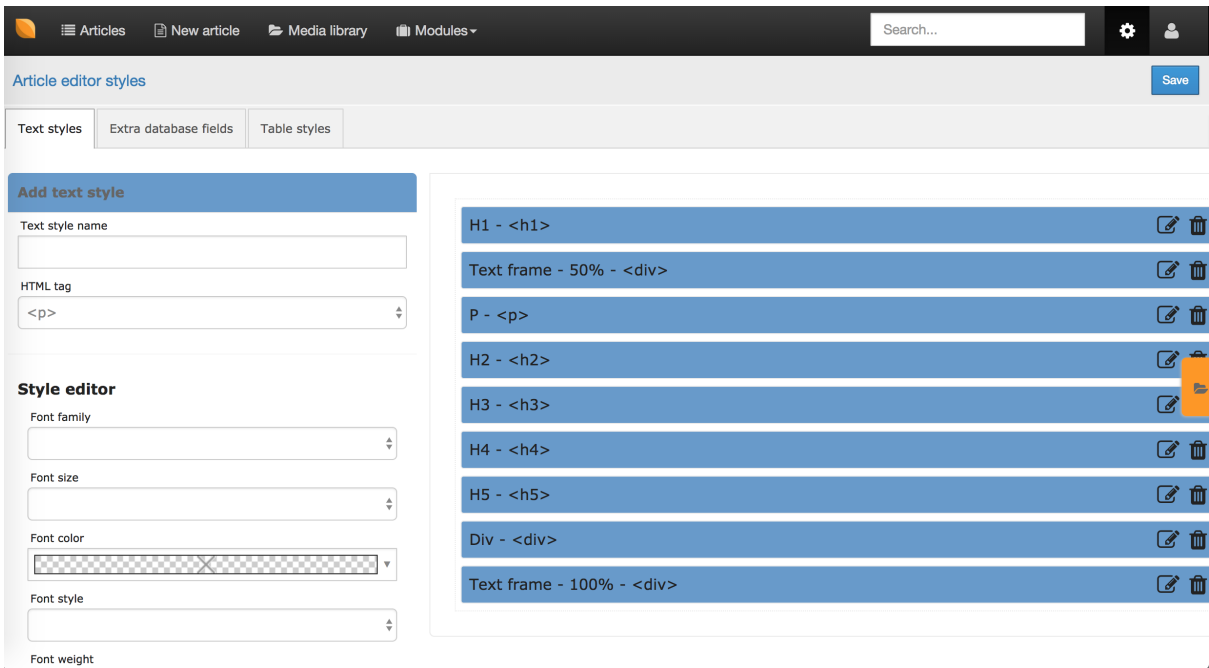 Articles New article Media library Modules Search...
Article editor styles Save
Text styles Extra database fields Table styles
Add text style
Text style name
HTML tag
<p>
Style editor
Font family
Font size
Font color
Font style
Font weight
H1 - <h1>
Text frame - 50% - <div>
P - <p>
H2 - <h2>
H3 - <h3>
H4 - <h4>
H5 - <h5>
Div - <div>
Text frame - 100% - <div>